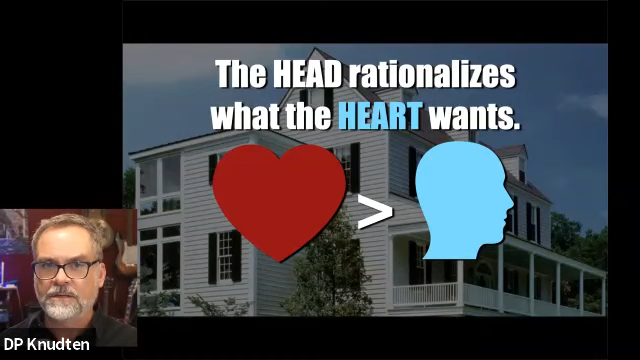 The HEAD rationalizes
what the HEART wants.
>
DP Knudten